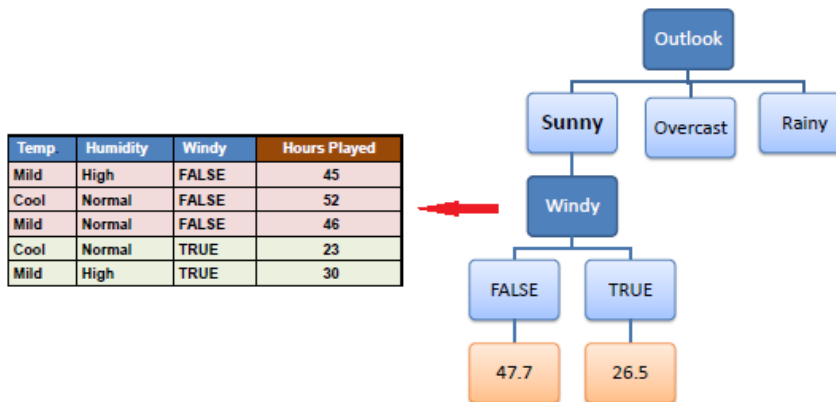 Temp. Humidity Windy Hours Played
Mild High FALSE 45
Cool Normal FALSE 52
Mild Normal FALSE 46
Cool Normal TRUE 23
Mild High TRUE 30
Outlook
Sunny Overcast Rainy
Windy
FALSE TRUE
47.7 26.5